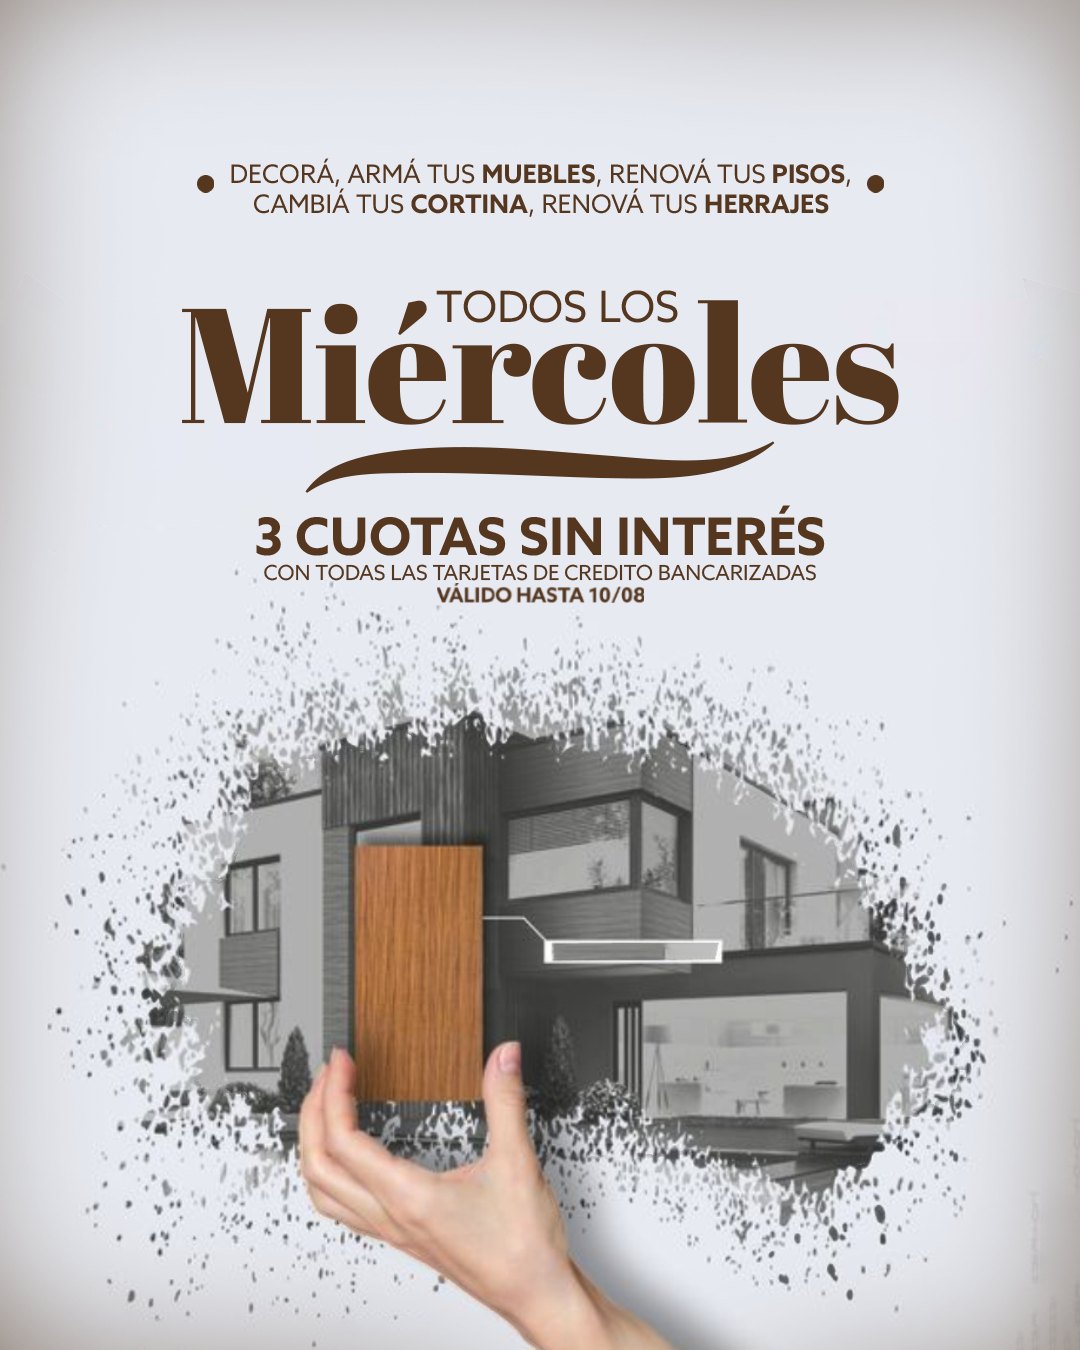 DECORÁ, ARMÁ TUS MUEBLES, RENOVÁ TUS PISOS,
CAMBIÁ TUS CORTINA, RENOVÁ TUS HERRAJES
TODOS LOS
Miércoles
3 CUOTAS SIN INTERÉS
CON TODAS LAS TARJETAS DE CREDITO BANCARIZADAS
VÁLIDO HASTA 10/08